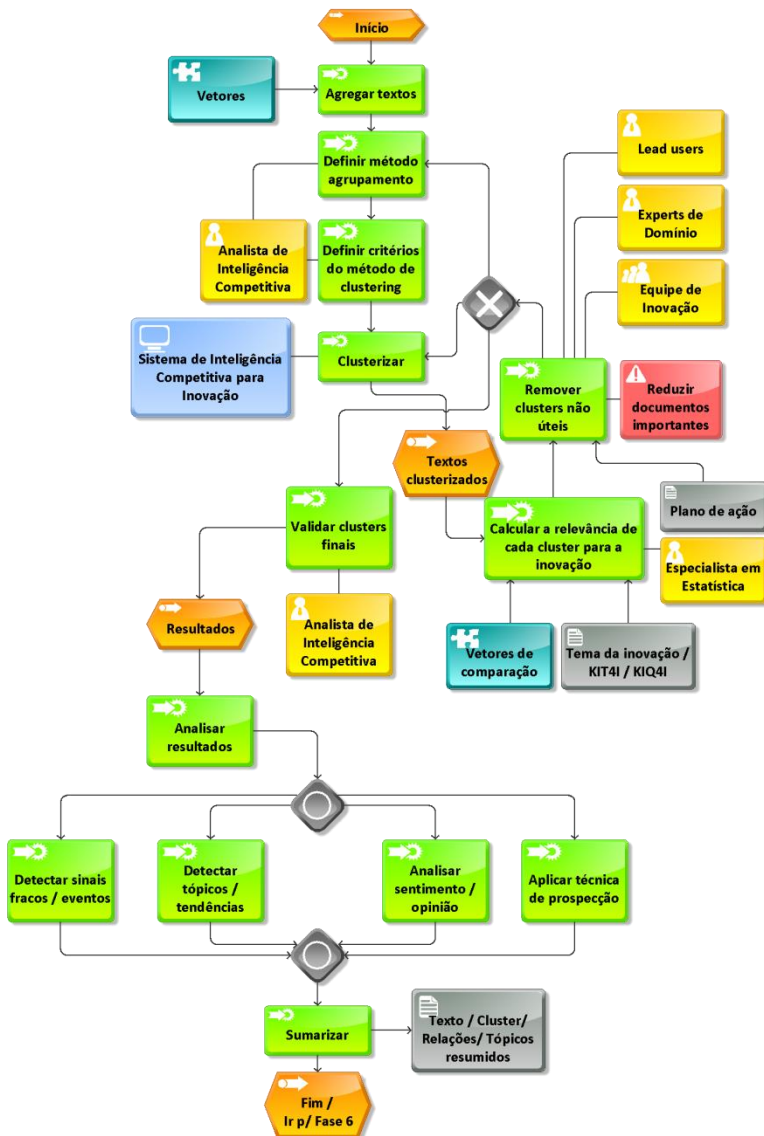 Início
Vetores
Agregar textos
Definir método
agrupamento
Analista de
Inteligência
Competitiva
Definir critérios
do método de
clustering
Sistema de Inteligência
Competitiva para
Inovação
Clusterizar
Lead users
Experts de
Domínio
Equipe de
Inovação
Remover
clusters não
úteis
Reduzir
documentos
importantes
Textos
clusterizados
Plano de ação
Validar clusters
finais
Calcular a relevância de
cada cluster para a
inovação
Especialista em
Estatística
Resultados
Analista de
Inteligência
Competitiva
Vetores de
comparação
Tema da inovação /
KIT4I / KIQ4I
Analisar
resultados
Detectar sinais
fracos / eventos
Detectar
tópicos /
tendências
Analisar
sentimento /
opinião
Aplicar técnica
de prospecção
Sumarizar
Texto / Cluster/
Relações/ Tópicos
resumidos
Fim /
Ir p/ Fase 6